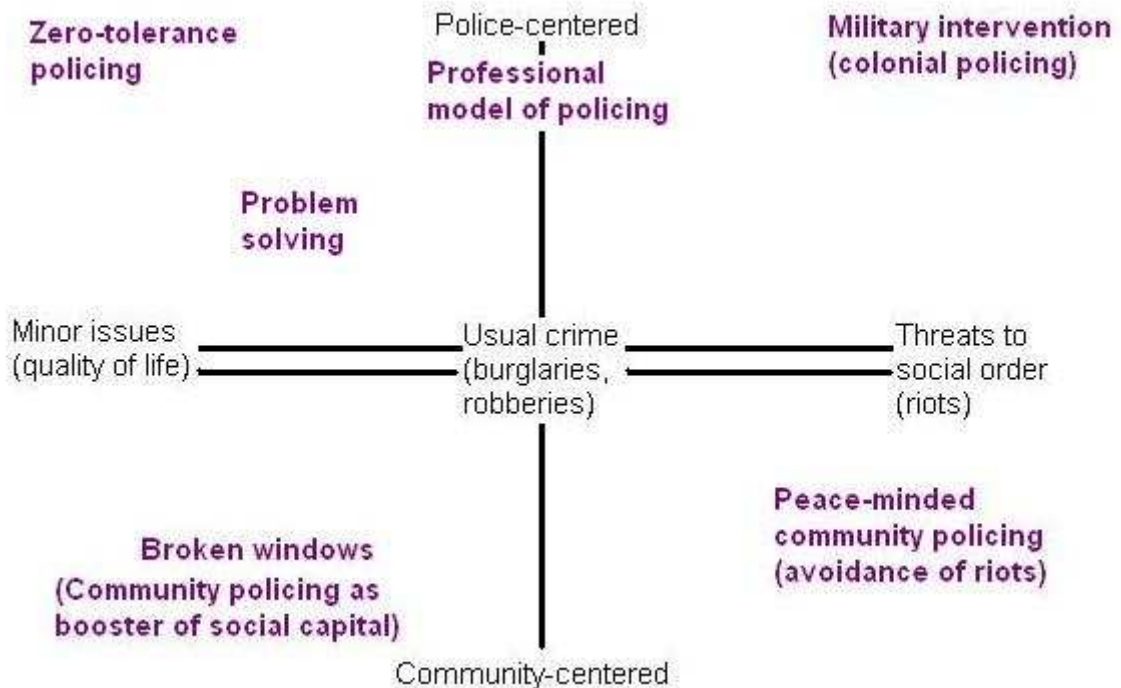 Zero-tolerance
policing
Police-centered
Professional
model of policing
Military intervention
(colonial policing)
Problem
solving
Minor issues
(quality of life)
Usual crime
(burglaries,
robberies)
Threats to
social order
(riots)
Broken windows
(Community policing as
booster of social capital)
Peace-minded
community policing
(avoidance of riots)
Community-centered